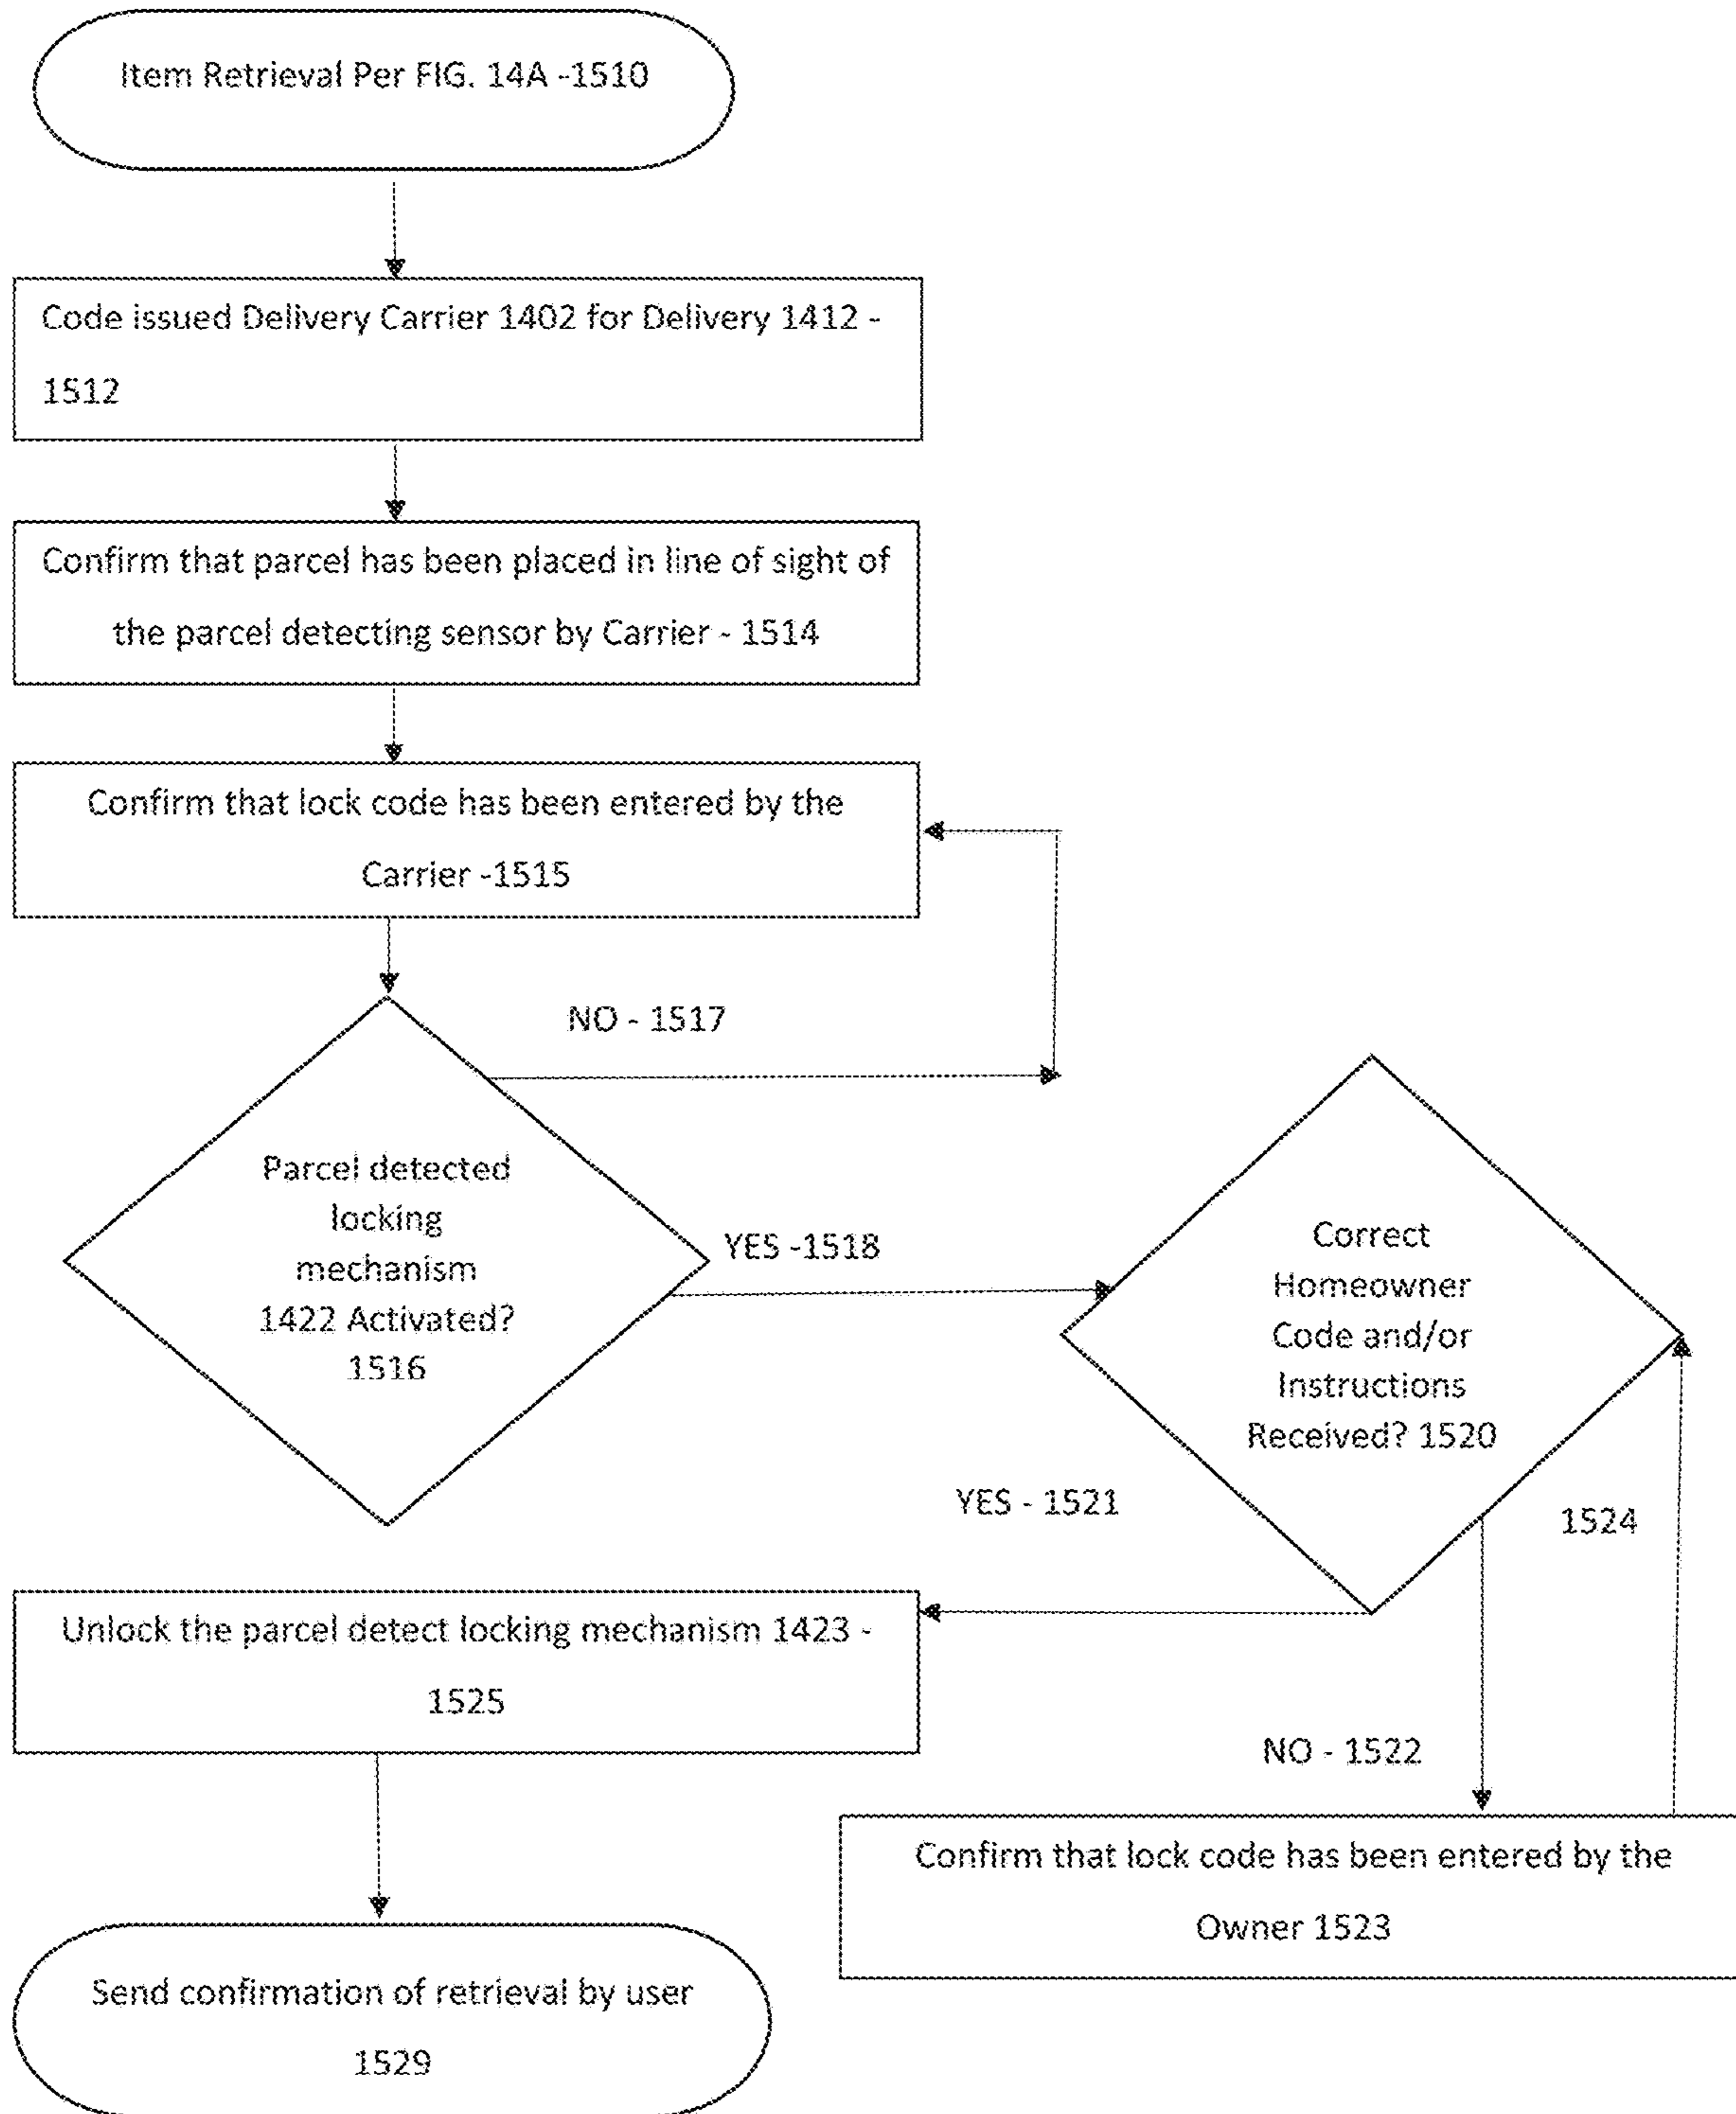 Item Retrieval Per FIG. 14A -1510
Code issued Delivery Carrier 1402 for Delivery 1412 -
1512
Confirm that parcel has been placed in line of sight of
the parcel detecting sensor by Carrier - 1514
Confirm that lock code has been entered by the
Carrier -1515
NO - 1517
Parcel detected
locking
mechanism
1422 Activated?
1516
YES -1518
Correct
Homeowner
Code and/or
Instructions
Received? 1520
YES - 1521
1524
Unlock the parcel detect locking mechanism 1423 -
1525
NO - 1522
Confirm that lock code has been entered by the
Owner 1523
Send confirmation of retrieval by user
1529